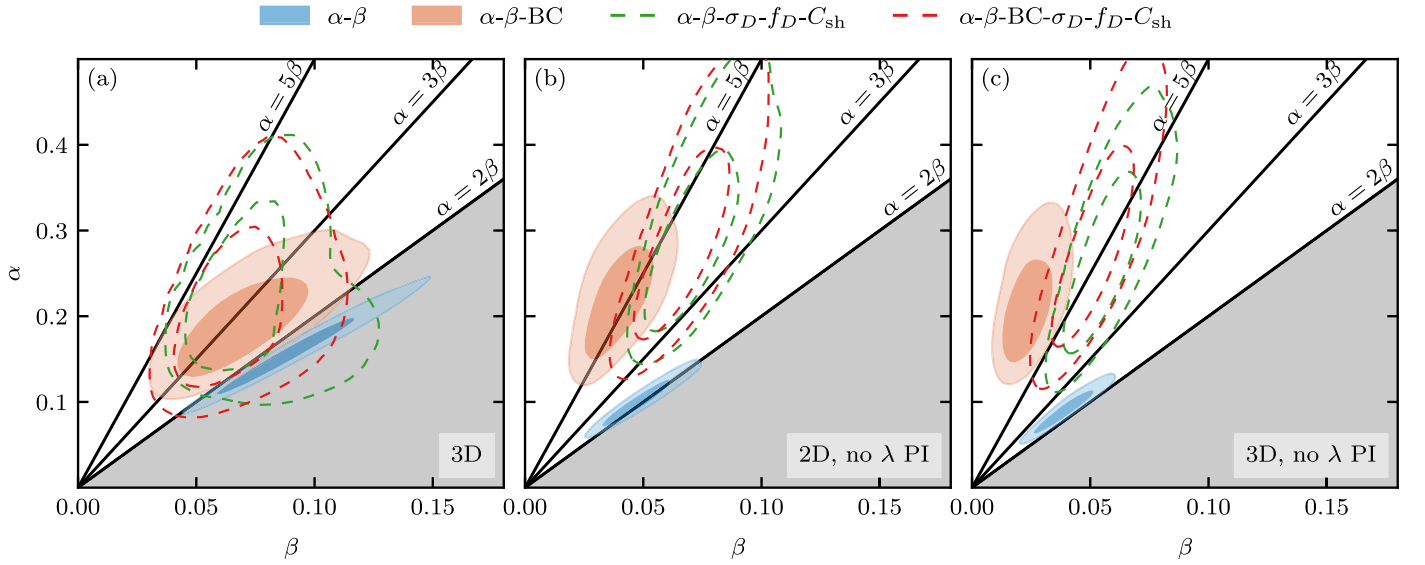 α-β α-β-BC α-β-σ_D-f_D-C_sh α-β-BC-σ_D-f_D-C_sh
(a) α = 5β α = 3β α = 2β 3D
(b) α = 5β α = 3β α = 2β 2D, no λ PI
(c) α = 5β α = 3β α = 2β 3D, no λ PI
α
0.4
0.3
0.2
0.1
0.00 0.05 0.10 0.15 0.00 0.05 0.10 0.15 0.00 0.05 0.10 0.15
β β β